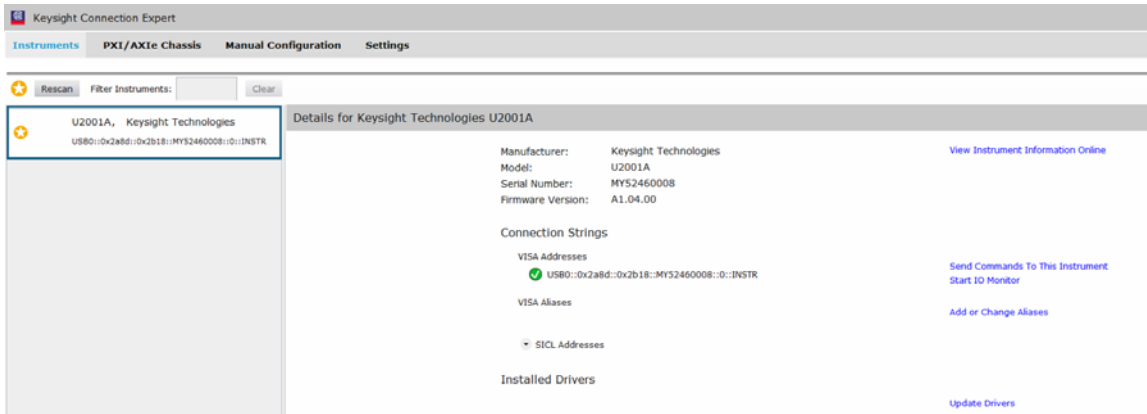 Keysight Connection Expert
Instruments PXI/AXIe Chassis Manual Configuration Settings
Rescan Filter Instruments: Clear
U2001A, Keysight Technologies
USB0::0x2a8d::0x2b18::MY52460008::0::INSTR
Details for Keysight Technologies U2001A
Manufacturer: Keysight Technologies View Instrument Information Online
Model: U2001A
Serial Number: MY52460008
Firmware Version: A1.04.00
Connection Strings
VISA Addresses
USB0::0x2a8d::0x2b18::MY52460008::0::INSTR
Send Commands To This Instrument
Start IO Monitor
VISA Aliases
Add or Change Aliases
SICL Addresses
Installed Drivers
Update Drivers